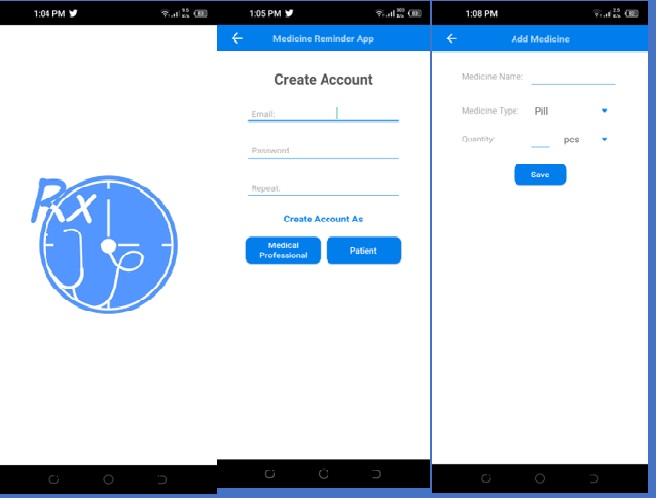 1:04 PM
Rx
1:05 PM
Medicine Reminder App
Create Account
Email:
Password
Repeat:
Create Account As
Medical
Professional
Patient
1:08 PM
Add Medicine
Medicine Name:
Medicine Type: Pill
Quantity: pcs
Save